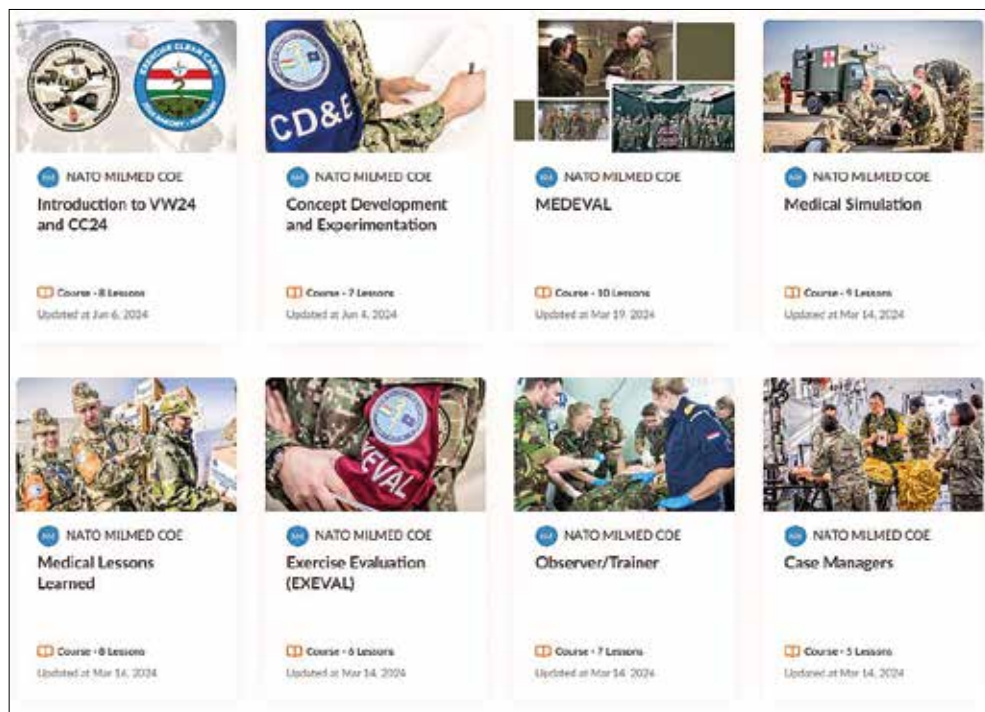 EXERCISE CLEAN CARE
CD&E
NATO MILMED COE
NATO MILMED COE
NATO MILMED COE
NATO MILMED COE
Introduction to VW24
and CC24
Concept Development
and Experimentation
MEDEVAL
Medical Simulation
Course - 8 Lessons
Course - 7 Lessons
Course - 10 Lessons
Course - 9 Lessons
Updated at Jun 6, 2024
Updated at Jun 4, 2024
Updated at Mar 19, 2024
Updated at Mar 14, 2024
EVAL
NATO MILMED COE
NATO MILMED COE
NATO MILMED COE
NATO MILMED COE
Medical Lessons
Learned
Exercise Evaluation
(EXEVAL)
Observer/Trainer
Case Managers
Course - 8 Lessons
Course - 6 Lessons
Course - 7 Lessons
Course - 5 Lessons
Updated at Mar 14, 2024
Updated at Mar 14, 2024
Updated at Mar 14, 2024
Updated at Mar 14, 2024